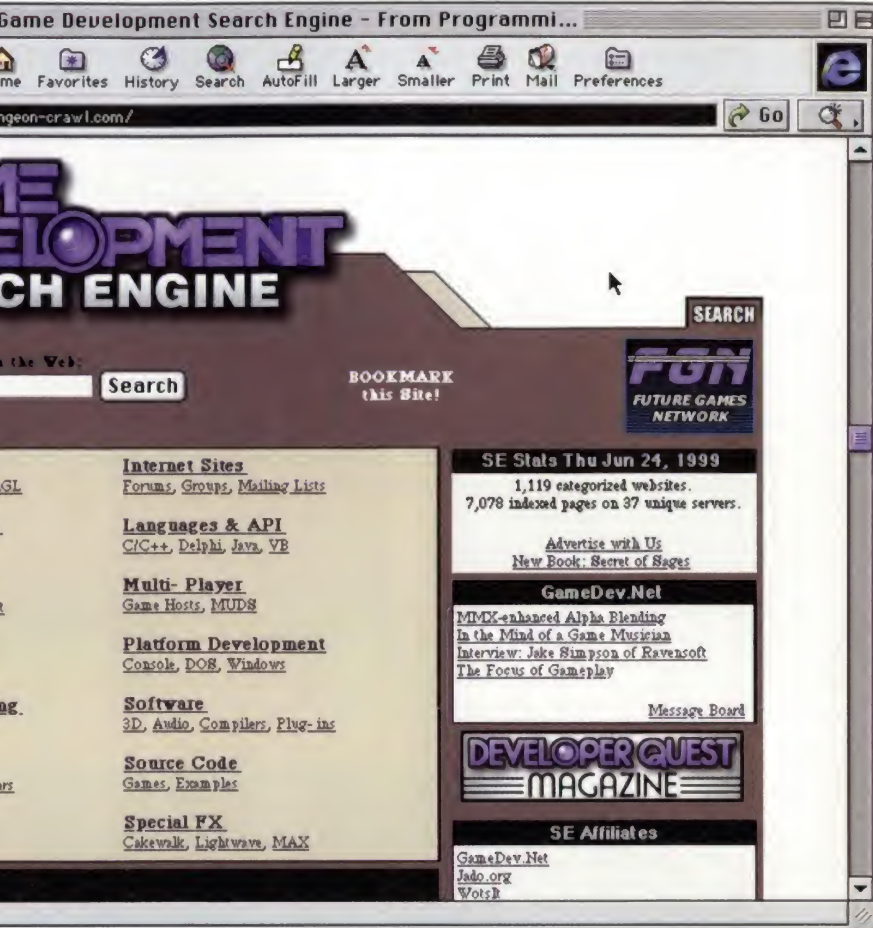 Game Development Search Engine - From Programmi...
me Favorites History Search AutoFill Larger Smaller Print Mail Preferences
ngeon-crawl.com/
Go
ME
ELOPMENT
CH ENGINE
SEARCH
n the Web:
Search
BOOKMARK
this Site!
FGN
FUTURE GAMES
NETWORK
GL
ng
rs
Internet Sites
Forums, Groups, Mailing Lists
Languages & API
C/C++, Delphi, Java, VB
Multi- Player
Game Hosts, MUDS
Platform Development
Console, DOS, Windows
Software
3D, Audio, Compilers, Plug- ins
Source Code
Games, Examples
Special FX
Cakewalk, Lightwave, MAX
SE Stats Thu Jun 24, 1999
1,119 categorized websites.
7,078 indexed pages on 37 unique servers.
Advertise with Us
New Book: Secret of Sages
GameDev.Net
MMX-enhanced Alpha Blending
In the Mind of a Game Musician
Interview: Jake Simpson of Ravensoft
The Focus of Gameplay
Message Board
DEVELOPER QUEST
MAGAZINE
SE Affiliates
GameDev.Net
Jado.org
WotsIt